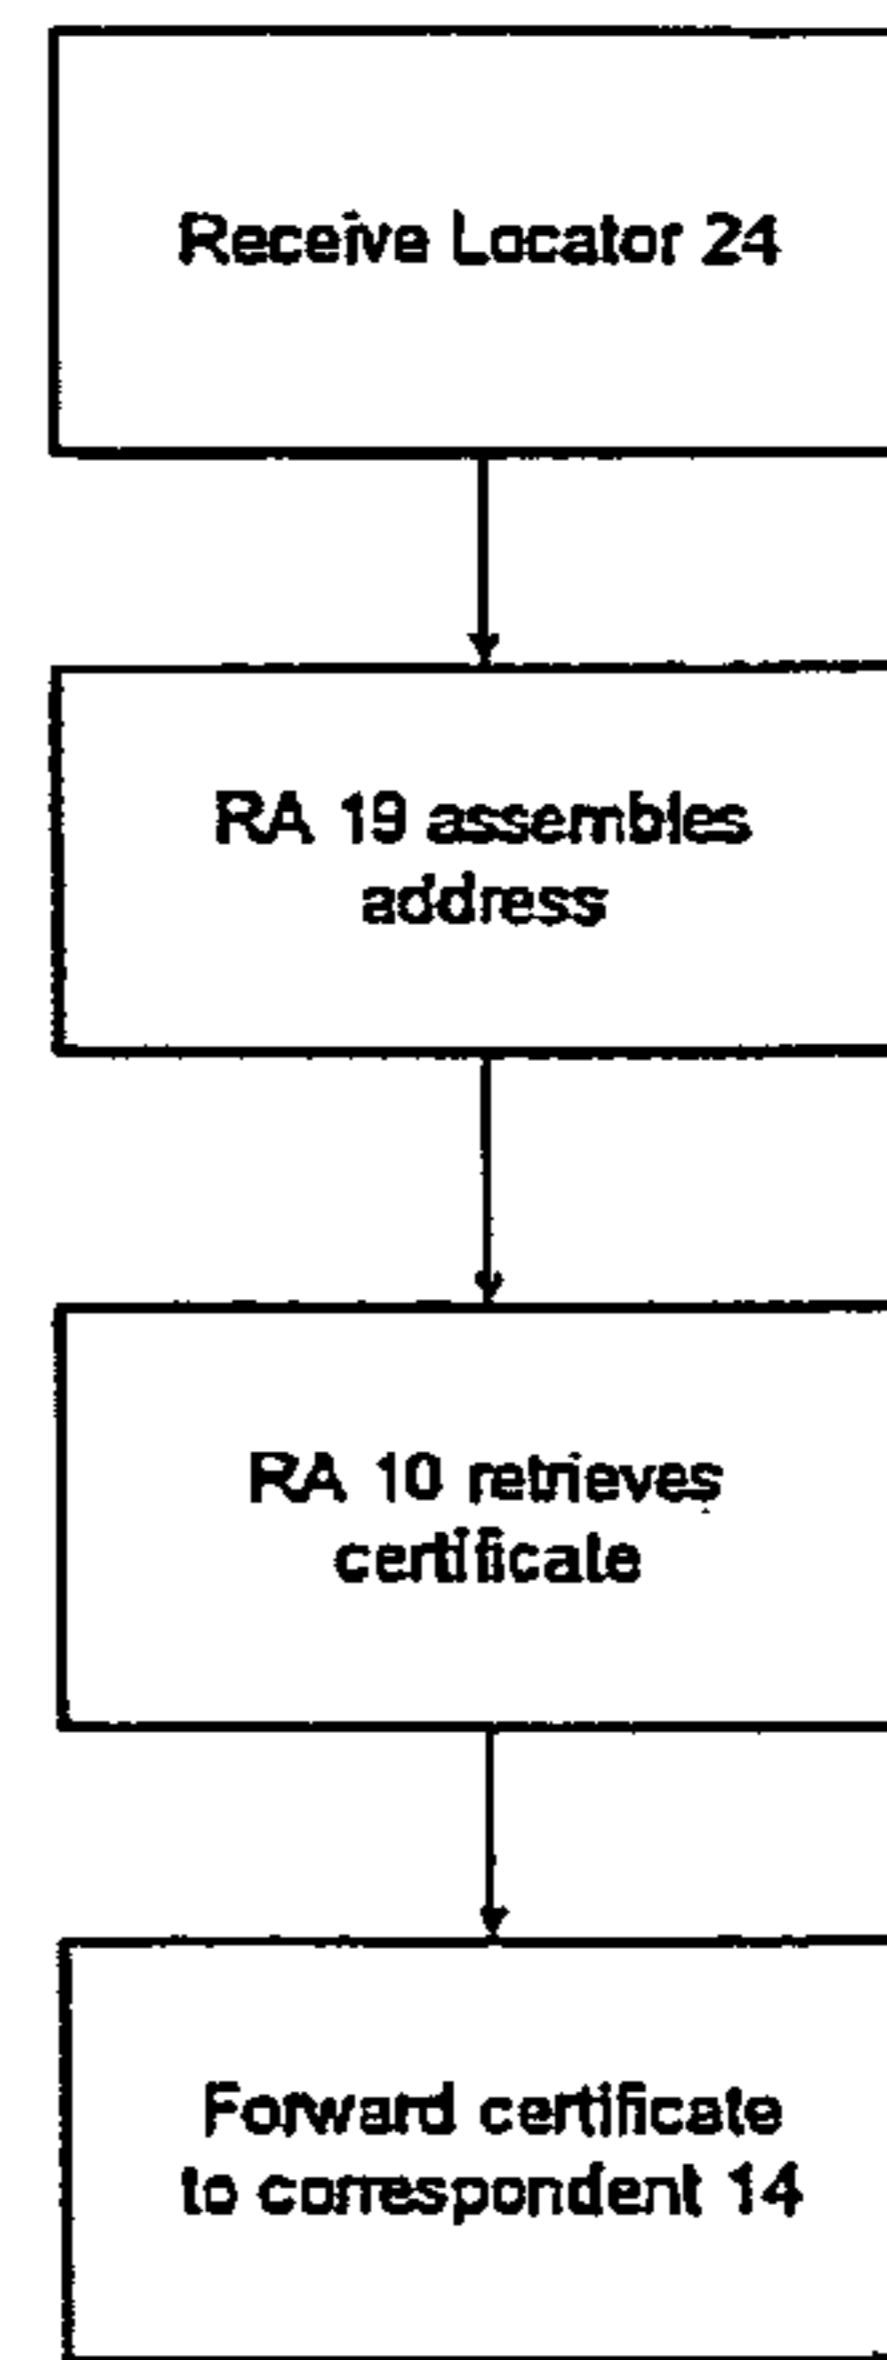 Receive Locator 24
RA 19 assembles
address
RA 10 retrieves
certificate
Forward certificate
to correspondent 14